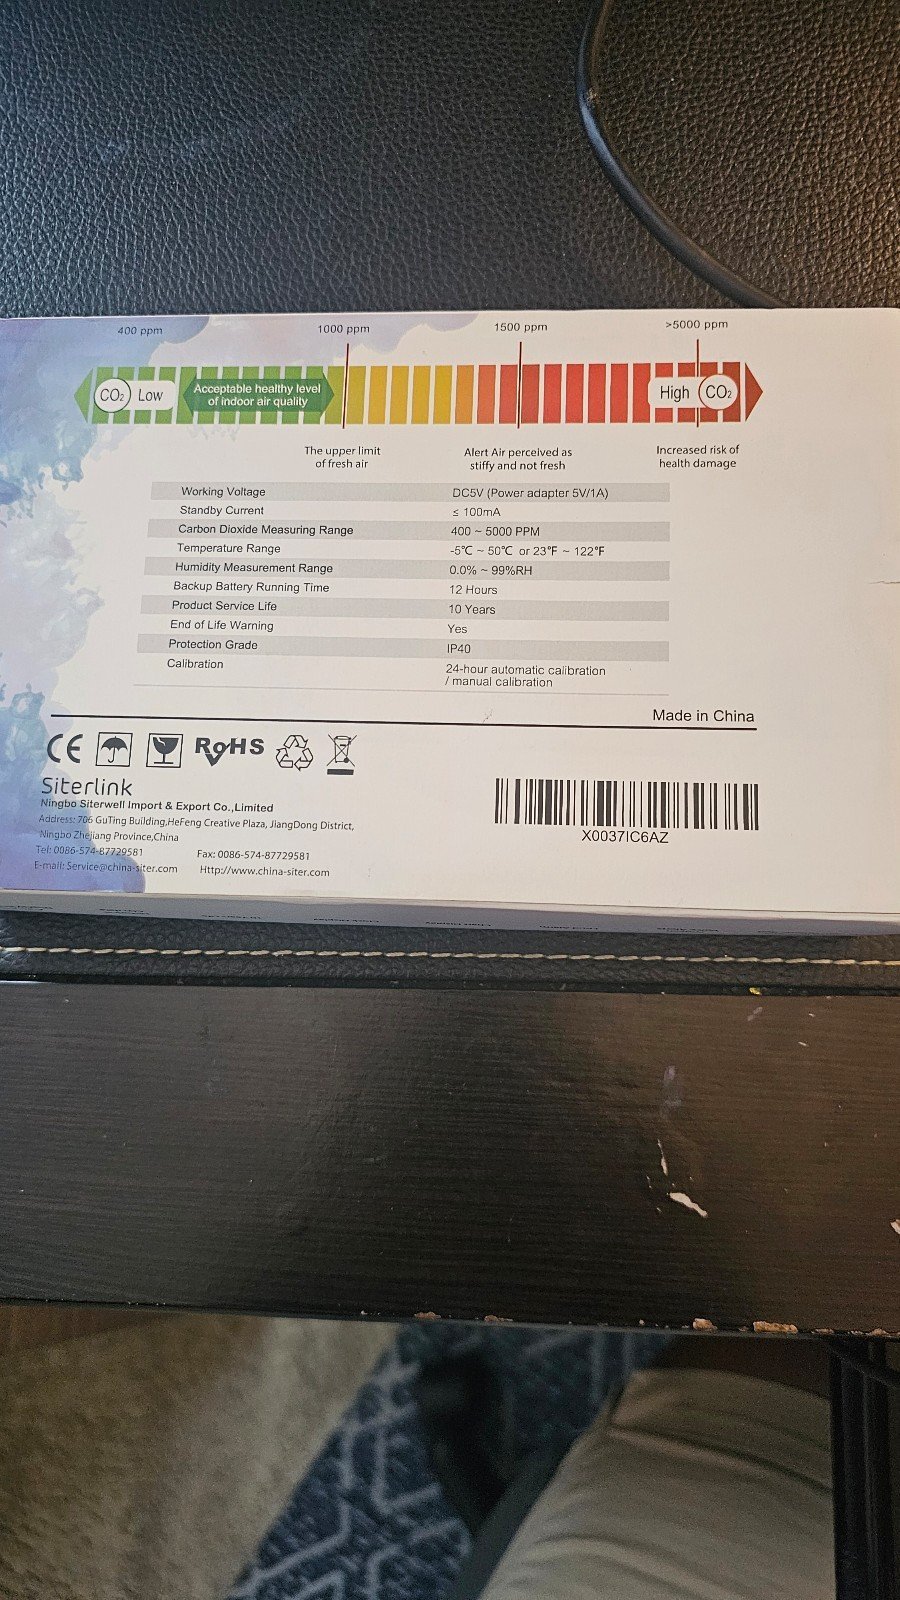 400 ppm 1000 ppm 1500 ppm >5000 ppm
CO₂ Low Acceptable healthy level High CO₂
of indoor air quality
The upper limit Alert Air perceived as Increased risk of
of fresh air stiffy and not fresh health damage
Working Voltage DC5V (Power adapter 5V/1A)
Standby Current ≤ 100mA
Carbon Dioxide Measuring Range 400 ~ 5000 PPM
Temperature Range -5℃ ~ 50℃ or 23℉ ~ 122℉
Humidity Measurement Range 0.0% ~ 99%RH
Backup Battery Running Time 12 Hours
Product Service Life 10 Years
End of Life Warning Yes
Protection Grade IP40
Calibration 24-hour automatic calibration
/ manual calibration
Made in China
CE RoHS
Siterlink
Ningbo Siterwell Import & Export Co.,Limited
Address: 706 GuTing Building,HeFeng Creative Plaza, JiangDong District,
Ningbo Zhejiang Province,China
Tel: 0086-574-87729581 Fax: 0086-574-87729581
E-mail: Service@china-siter.com Http://www.china-siter.com
X0037IC6AZ